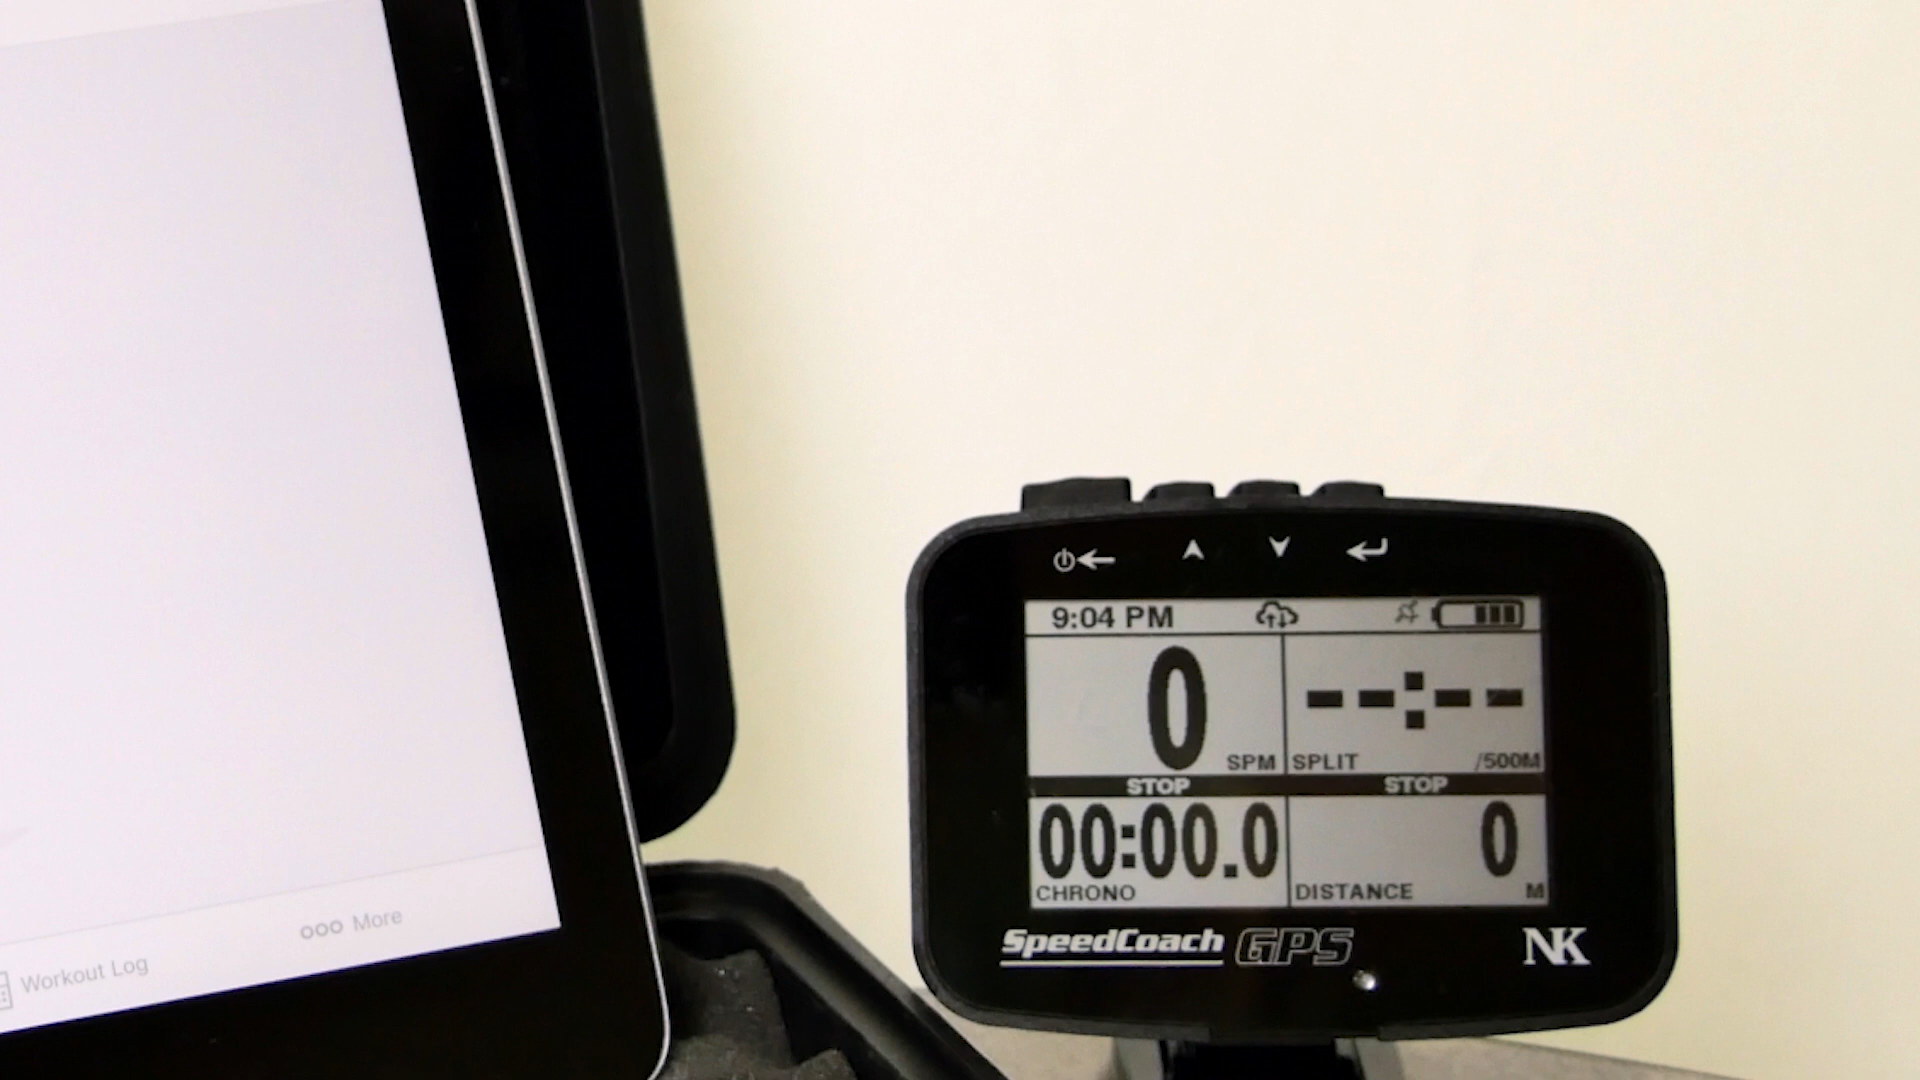 Workout Log
More
9:04 PM
0 SPM
--:-- SPLIT /500M
STOP STOP
00:00.0 CHRONO
0 DISTANCE M
SpeedCoach GPS NK